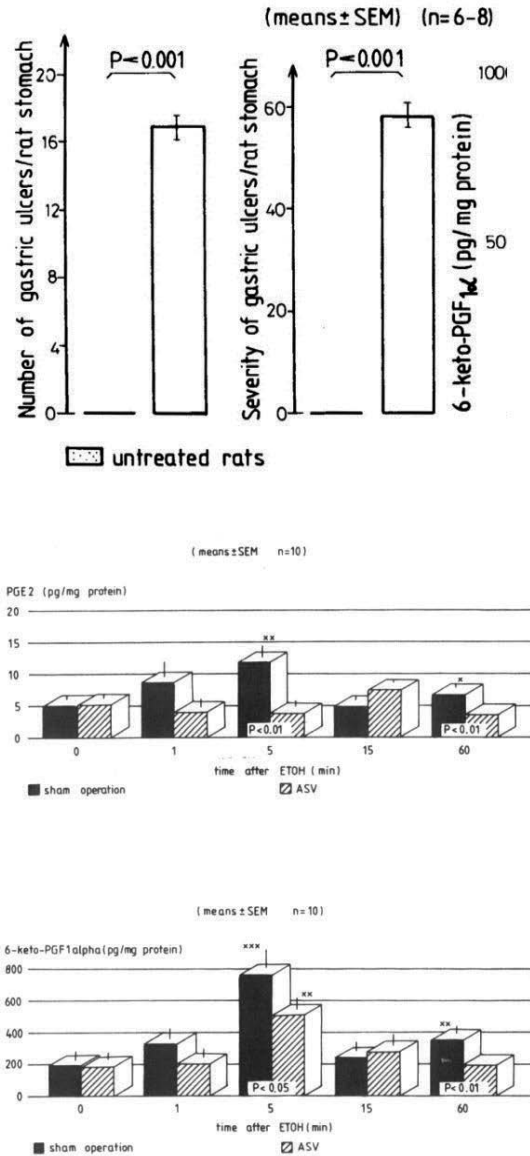 (means±SEM) (n=6-8)
P<0.001
P<0.001
Number of gastric ulcers/rat stomach
20
16
12
8
4
0
Severity of gastric ulcers/rat stomach
60
40
20
0
6-keto-PGF1α (pg/mg protein)
50
untreated rats
(means±SEM n=10)
PGE2 (pg/mg protein)
20
15
10
5
0
xx
x
P<0.01
P<0.01
0 1 5 15 60
time after ETOH (min)
sham operation
ASV
(means±SEM n=10)
6-keto-PGF1alpha(pg/mg protein)
800
600
400
200
0
xxx
xx
xx
P<0.05
P<0.01
0 1 5 15 60
time after ETOH(min)
sham operation
ASV